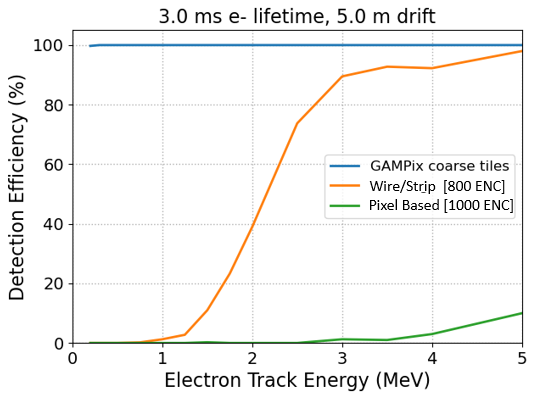 3.0 ms e- lifetime, 5.0 m drift
Detection Efficiency (%)
100
80
60
40
20
0
GAMPix coarse tiles
Wire/Strip [800 ENC]
Pixel Based [1000 ENC]
0 1 2 3 4 5
Electron Track Energy (MeV)